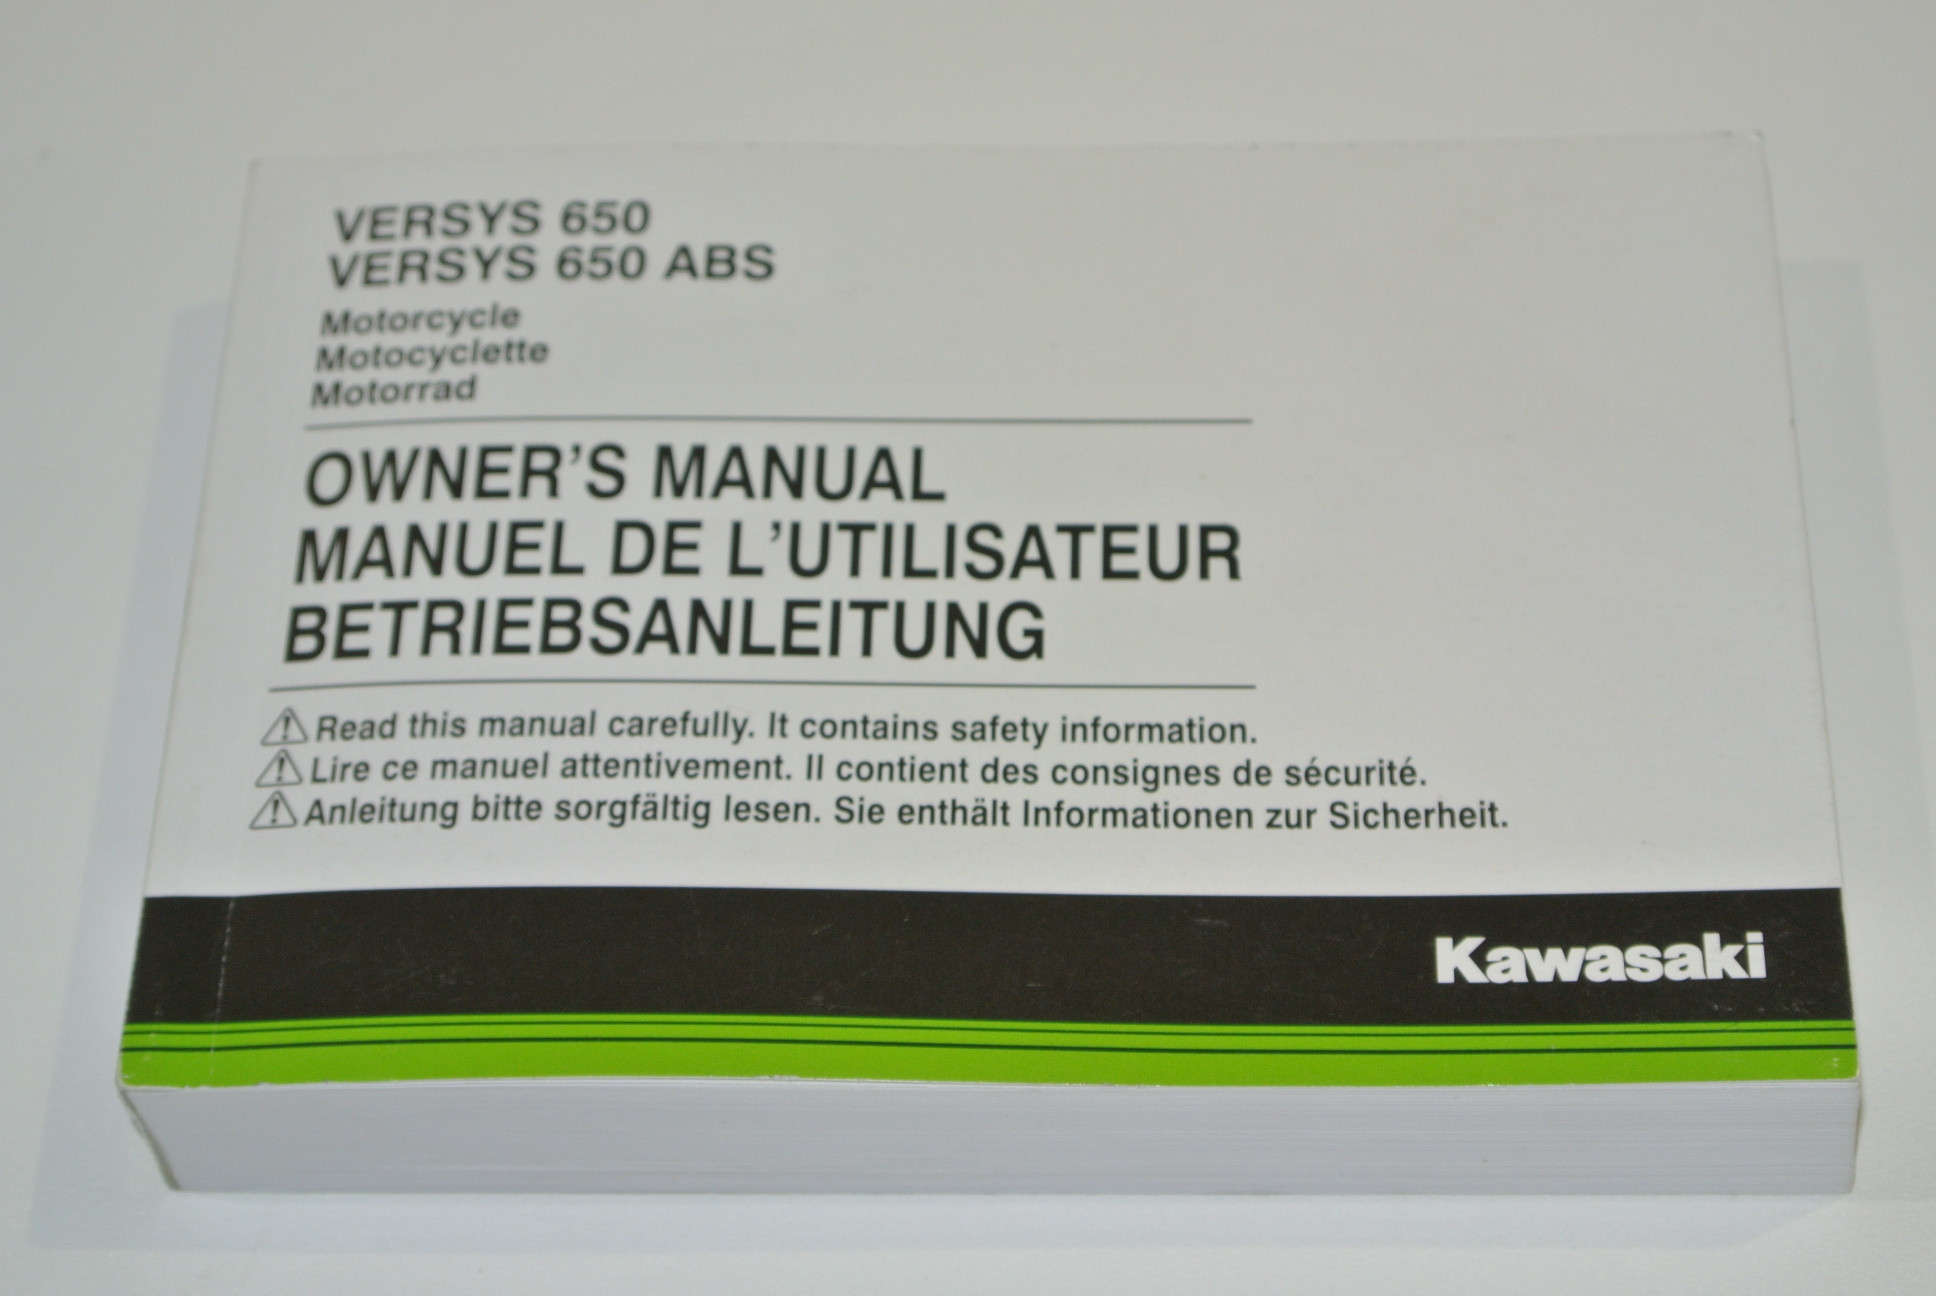 VERSYS 650
VERSYS 650 ABS
Motorcycle
Motocyclette
Motorrad
OWNER'S MANUAL
MANUEL DE L'UTILISATEUR
BETRIEBSANLEITUNG
Read this manual carefully. It contains safety information.
Lire ce manuel attentivement. Il contient des consignes de sécurité.
Anleitung bitte sorgfältig lesen. Sie enthält Informationen zur Sicherheit.
Kawasaki